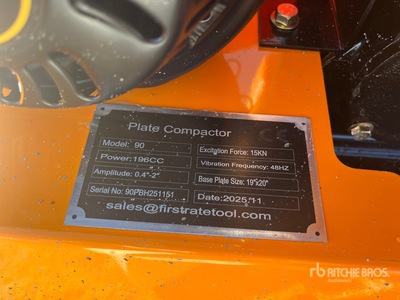 Plate Compactor
Model: 90
Excitation Force: 15KN
Power:196CC
Vibration Frequency: 48HZ
Amplitude: 0.4"-2"
Base Plate Size: 19"x20"
Serial No: 90PBH251151
Date:2025.11
sales@firstratetool.com
rb RITCHIE BROS.